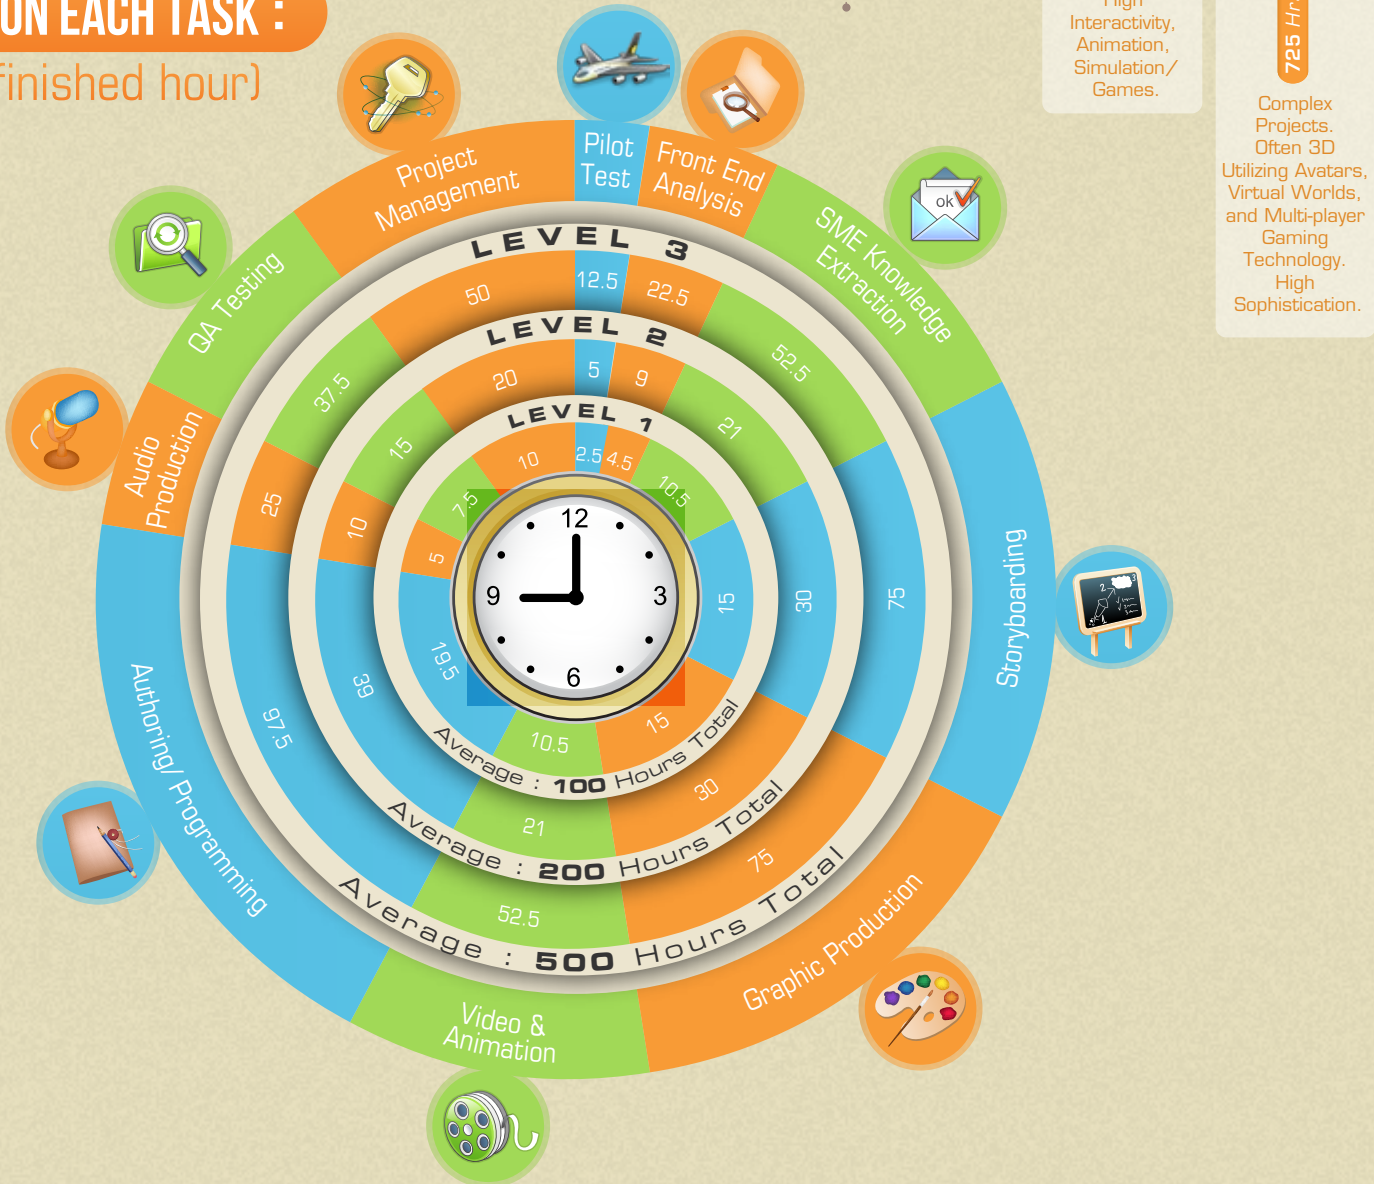 ON EACH TASK :
finished hour)
High
Interactivity,
Animation,
Simulation/
Games.
725 Hr
Complex
Projects.
Often 3D
Utilizing Avatars,
Virtual Worlds,
and Multi-player
Gaming
Technology.
High
Sophistication.
Pilot
Test
Front End
Analysis
SME Knowledge
Extraction
Storyboarding
Graphic Production
Video &
Animation
Authoring/ Programming
Audio
Production
QA Testing
Project
Management
LEVEL 3
12.5
22.5
52.5
75
75
52.5
97.5
25
37.5
50
Average : 500 Hours Total
LEVEL 2
5
9
21
30
30
21
39
10
15
20
Average : 200 Hours Total
LEVEL 1
2.5
4.5
10.5
15
15
10.5
19.5
5
7.5
10
Average : 100 Hours Total
12
3
6
9
ok